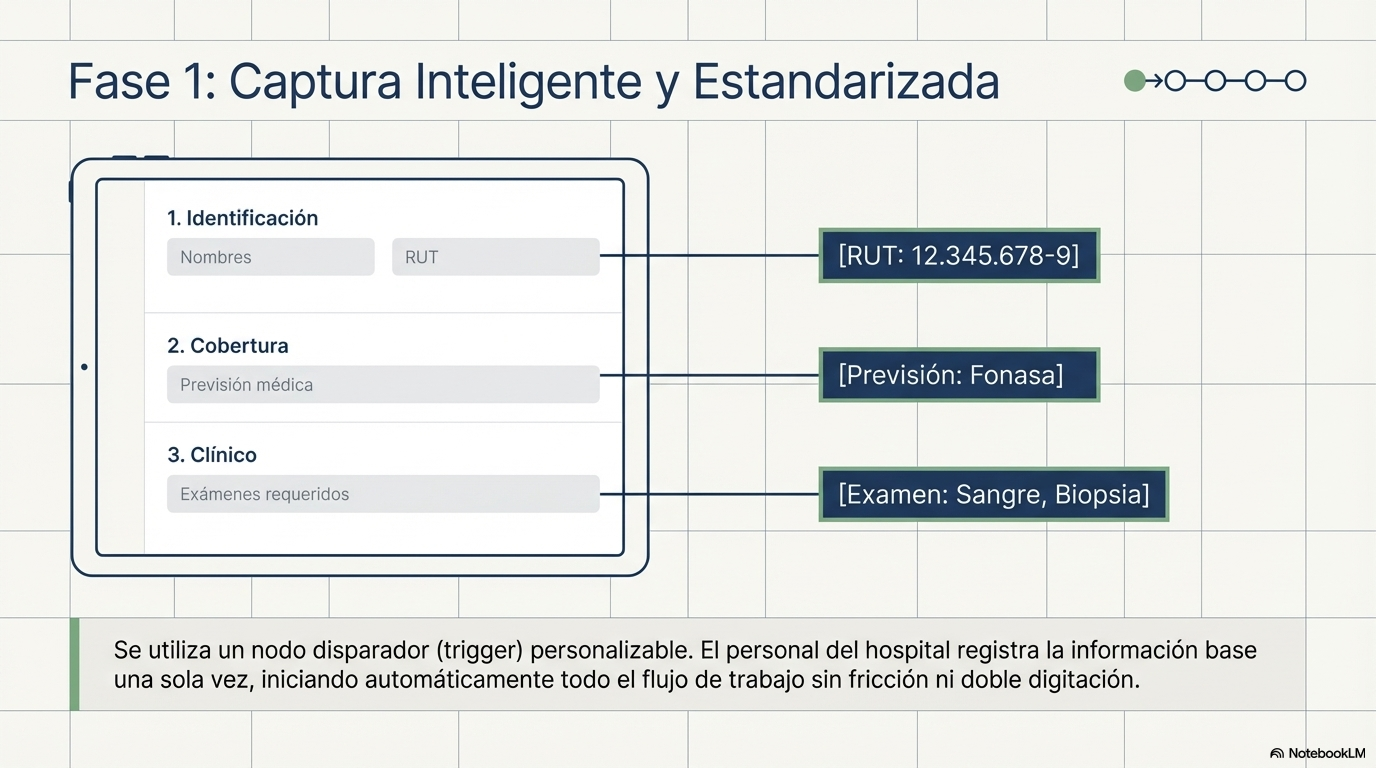 Fase 1: Captura Inteligente y Estandarizada
1. Identificación
Nombres
RUT
[RUT: 12.345.678-9]
2. Cobertura
Previsión médica
[Previsión: Fonasa]
3. Clínico
Exámenes requeridos
[Examen: Sangre, Biopsia]
Se utiliza un nodo disparador (trigger) personalizable. El personal del hospital registra la información base
una sola vez, iniciando automáticamente todo el flujo de trabajo sin fricción ni doble digitación.
NotebookLM